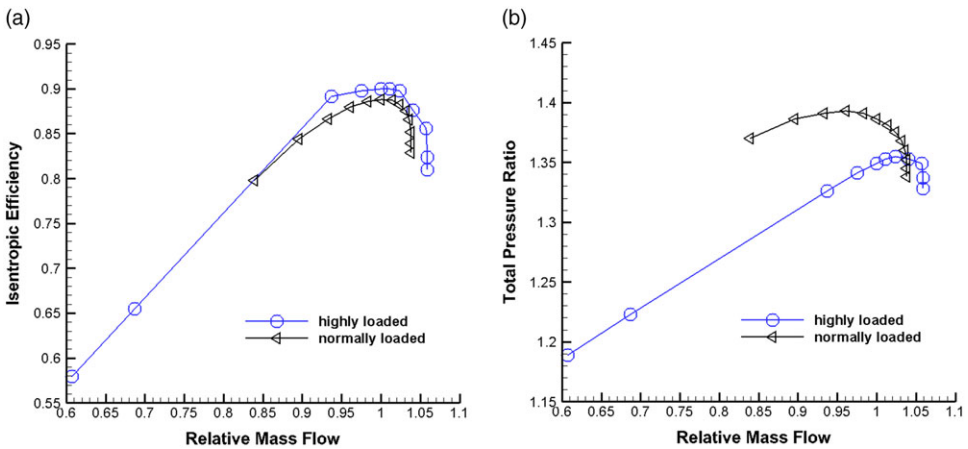 (a)
0.95
0.9
0.85
0.8
0.75
0.7
0.65
0.6
0.55
Isentropic Efficiency
highly loaded
normally loaded
0.6 0.65 0.7 0.75 0.8 0.85 0.9 0.95 1 1.05 1.1
Relative Mass Flow
(b)
1.45
1.4
1.35
1.3
1.25
1.2
1.15
Total Pressure Ratio
highly loaded
normally loaded
0.6 0.65 0.7 0.75 0.8 0.85 0.9 0.95 1 1.05 1.1
Relative Mass Flow